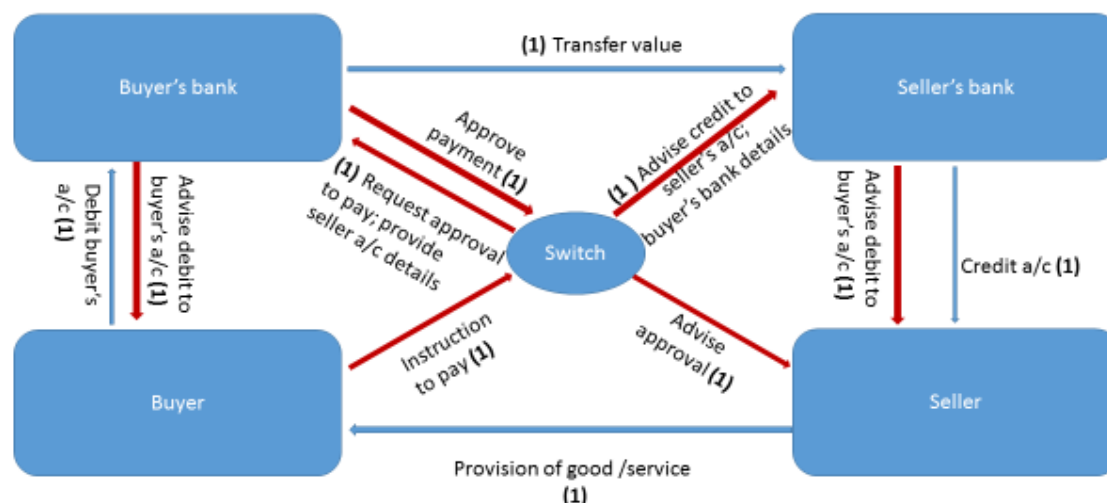 (1) Transfer value
Buyer's bank
Seller's bank
Approve
payment (1)
(1) Request approval
to pay; provide
seller a/c details
(1 ) Advise credit to
seller's a/c;
buyer's bank details
Debit buyer's
a/c (1)
Advise debit to
buyer's a/c (1)
Switch
Advise debit to
buyer's a/c (1)
Credit a/c (1)
Instruction
to pay (1)
Advise
approval (1)
Buyer
Seller
Provision of good /service
(1)